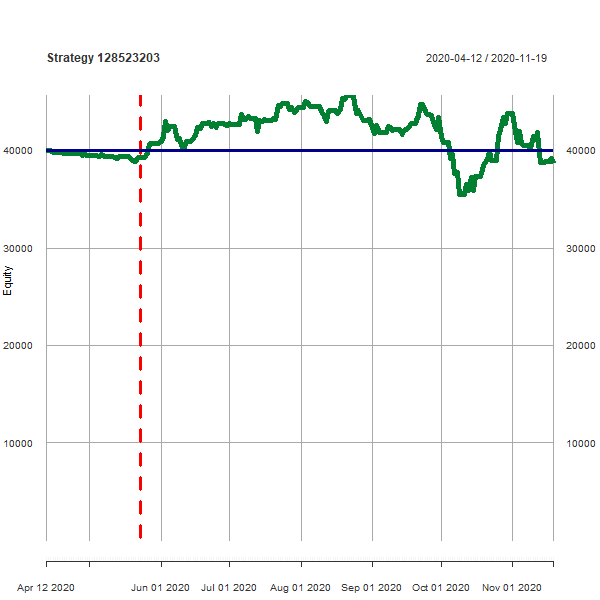 Strategy 128523203
2020-04-12 / 2020-11-19
40000
40000
30000
30000
Equity
20000
20000
10000
10000
Apr 12 2020
Jun 01 2020
Jul 01 2020
Aug 01 2020
Sep 01 2020
Oct 01 2020
Nov 01 2020